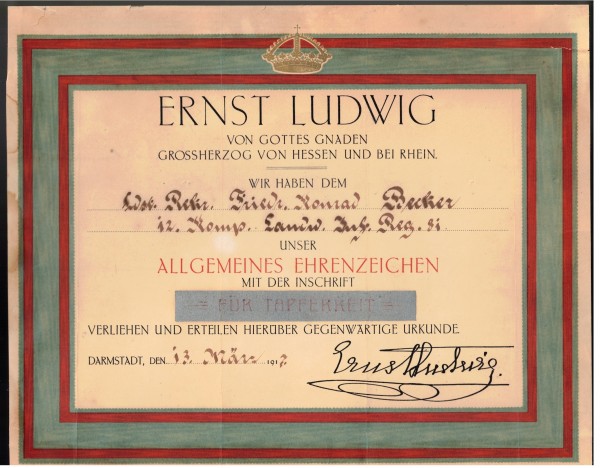 ERNST LUDWIG
VON GOTTES GNADEN
GROSSHERZOG VON HESSEN UND BEI RHEIN.
WIR HABEN DEM
Ldst. Rekr. Friedr. Konrad Becker
12. Komp. Landw. Inf. Reg. 81
UNSER
ALLGEMEINES EHRENZEICHEN
MIT DER INSCHRIFT
= FÜR TAPFERKEIT =
VERLIEHEN UND ERTEILEN HIERÜBER GEGENWÄRTIGE URKUNDE.
DARMSTADT, DEN 13. März 1917.
Ernst Ludwig.